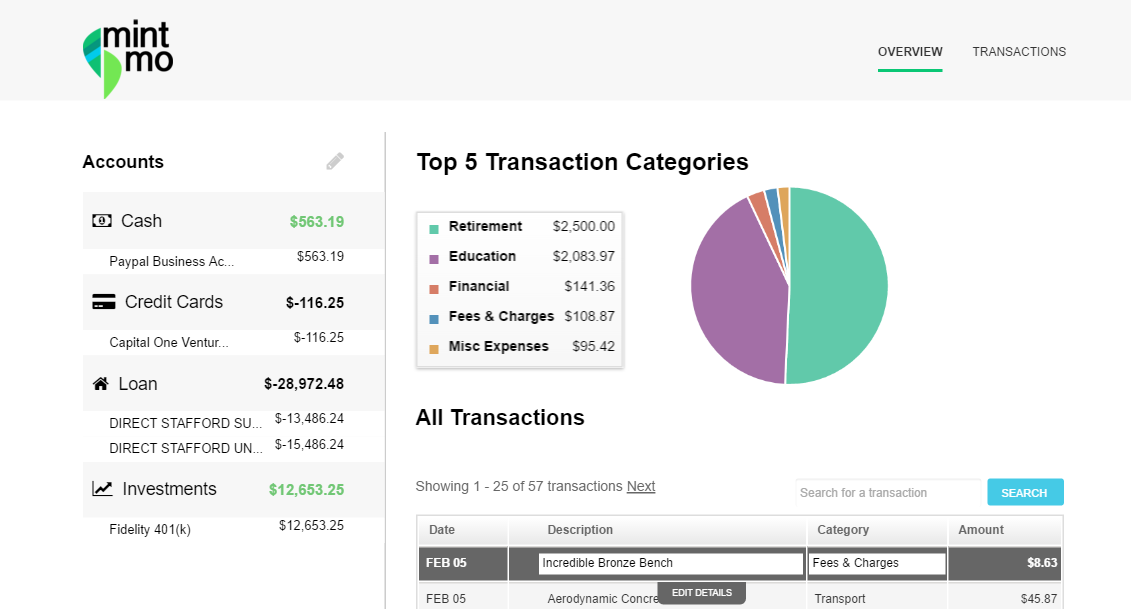 mint
mo
OVERVIEW TRANSACTIONS
Accounts
Cash $563.19
Paypal Business Ac... $563.19
Credit Cards $-116.25
Capital One Ventur... $-116.25
Loan $-28,972.48
DIRECT STAFFORD SU... $-13,486.24
DIRECT STAFFORD UN... $-15,486.24
Investments $12,653.25
Fidelity 401(k) $12,653.25
Top 5 Transaction Categories
Retirement $2,500.00
Education $2,083.97
Financial $141.36
Fees & Charges $108.87
Misc Expenses $95.42
All Transactions
Showing 1 - 25 of 57 transactions Next
Search for a transaction SEARCH
Date Description Category Amount
FEB 05 Incredible Bronze Bench Fees & Charges $8.63
EDIT DETAILS
FEB 05 Aerodynamic Concre Transport $45.87